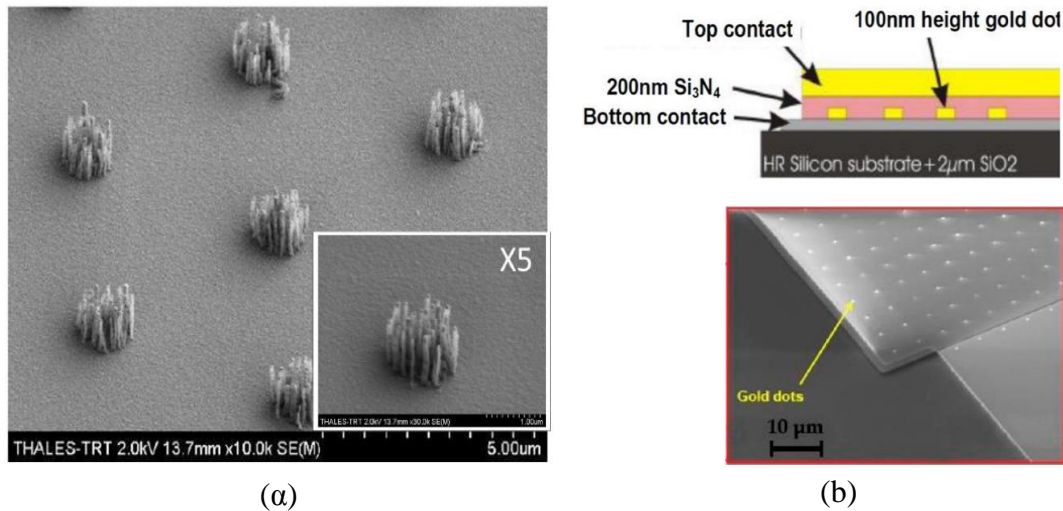 X5
THALES-TRT 2.0kV 13.7mm x30.0k SE(M)
1.00um
THALES-TRT 2.0kV 13.7mm x10.0k SE(M)
5.00um
(α)
Top contact
100nm height gold dot
200nm Si₃N₄
Bottom contact
HR Silicon substrate+2µm SiO2
Gold dots
10 µm
(b)